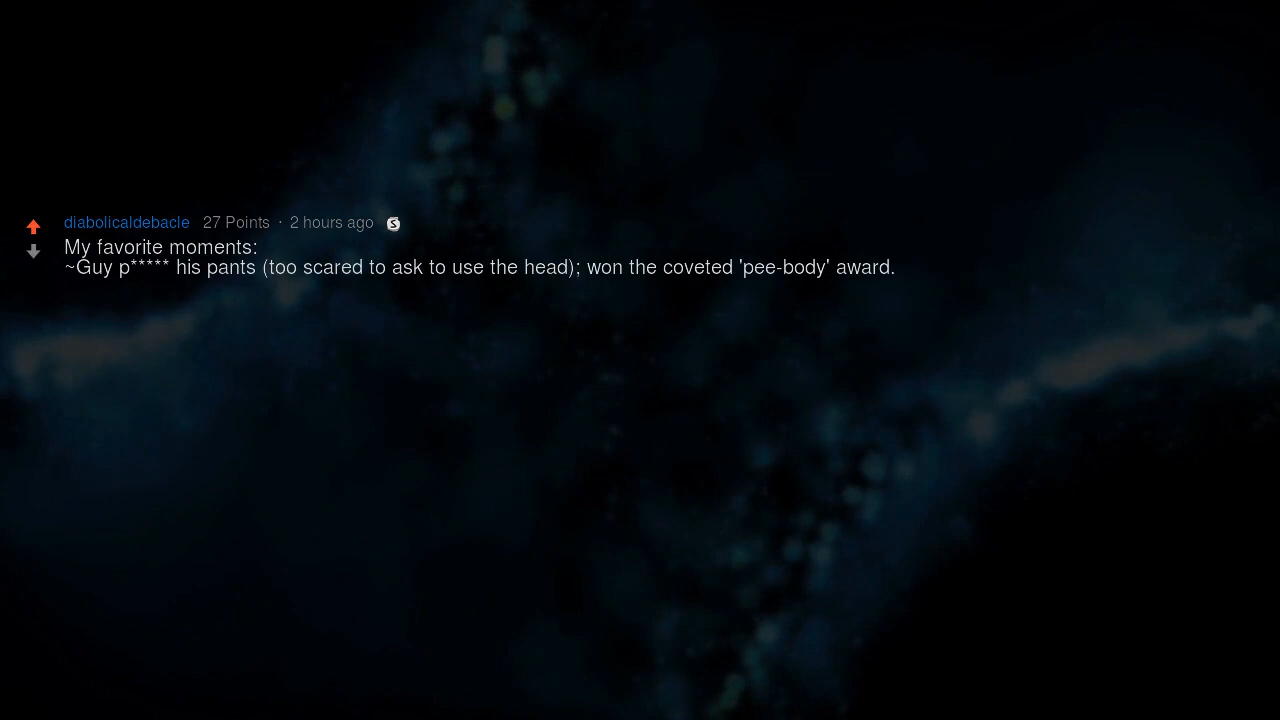 diabolicaldebacle 27 Points · 2 hours ago
My favorite moments:
~Guy p***** his pants (too scared to ask to use the head); won the coveted 'pee-body' award.